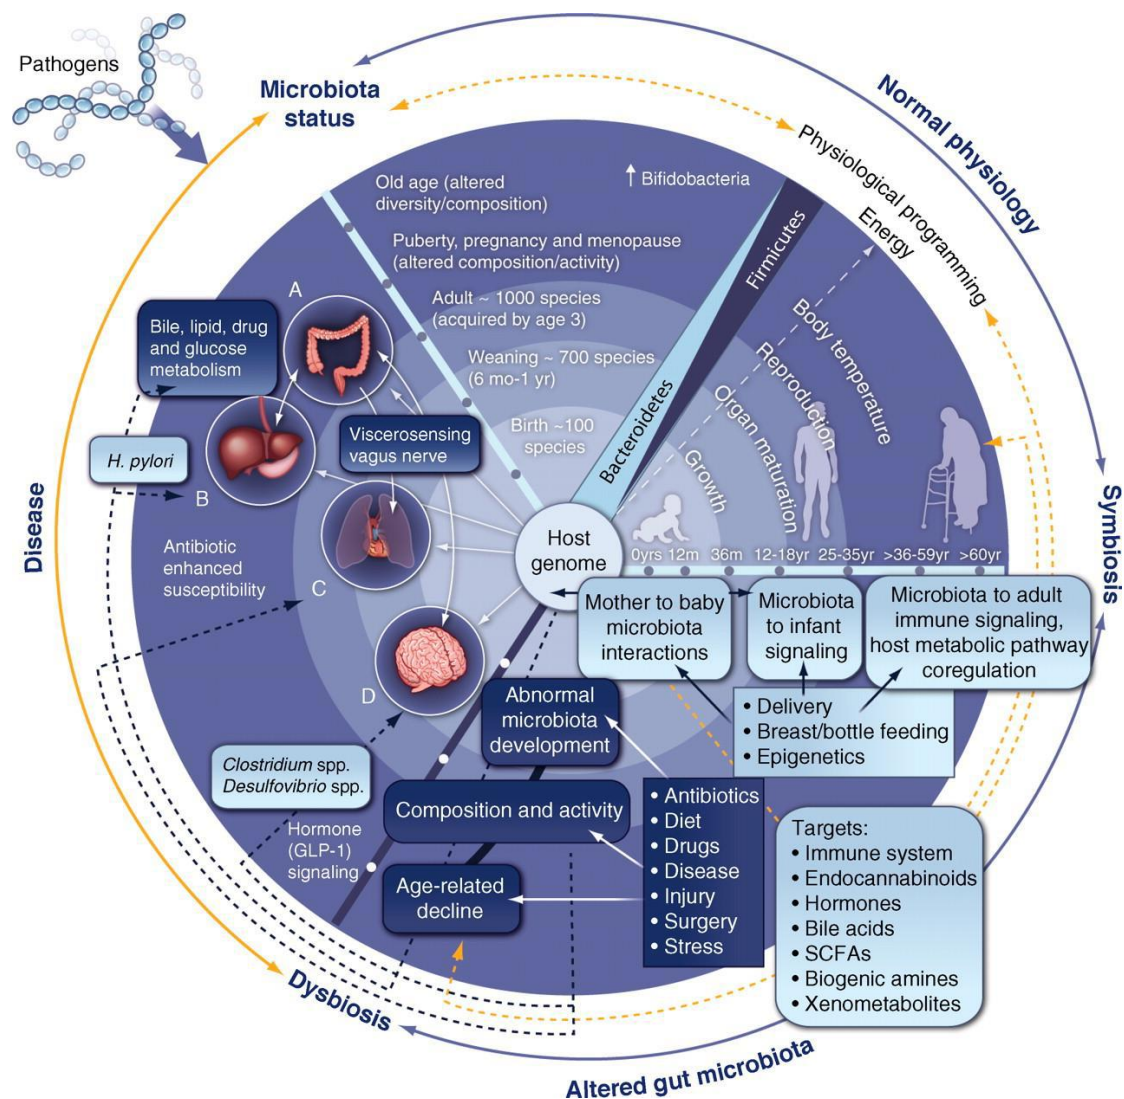 Pathogens
Microbiota
status
Normal physiology
Physiological programming
Energy
Old age (altered
diversity/composition)
↑ Bifidobacteria
Puberty, pregnancy and menopause
(altered composition/activity)
Adult ~ 1000 species
(acquired by age 3)
Weaning ~ 700 species
(6 mo-1 yr)
Birth ~100
species
Bacteroidetes
Firmicutes
Body temperature
Reproduction
Organ maturation
Growth
A
Bile, lipid, drug
and glucose
metabolism
Viscerosensing
vagus nerve
H. pylori
B
Disease
Antibiotic
enhanced
susceptibility
C
D
Host
genome
0yrs 12m 36m 12-18yr 25-35yr >36-59yr >60yr
Symbiosis
Mother to baby
microbiota
interactions
Microbiota
to infant
signaling
Microbiota to adult
immune signaling,
host metabolic pathway
coregulation
• Delivery
• Breast/bottle feeding
• Epigenetics
Abnormal
microbiota
development
Clostridium spp.
Desulfovibrio spp.
Composition and activity
Hormone
(GLP-1)
signaling
Age-related
decline
• Antibiotics
• Diet
• Drugs
• Disease
• Injury
• Surgery
• Stress
Targets:
• Immune system
• Endocannabinoids
• Hormones
• Bile acids
• SCFAs
• Biogenic amines
• Xenometabolites
Dysbiosis
Altered gut microbiota